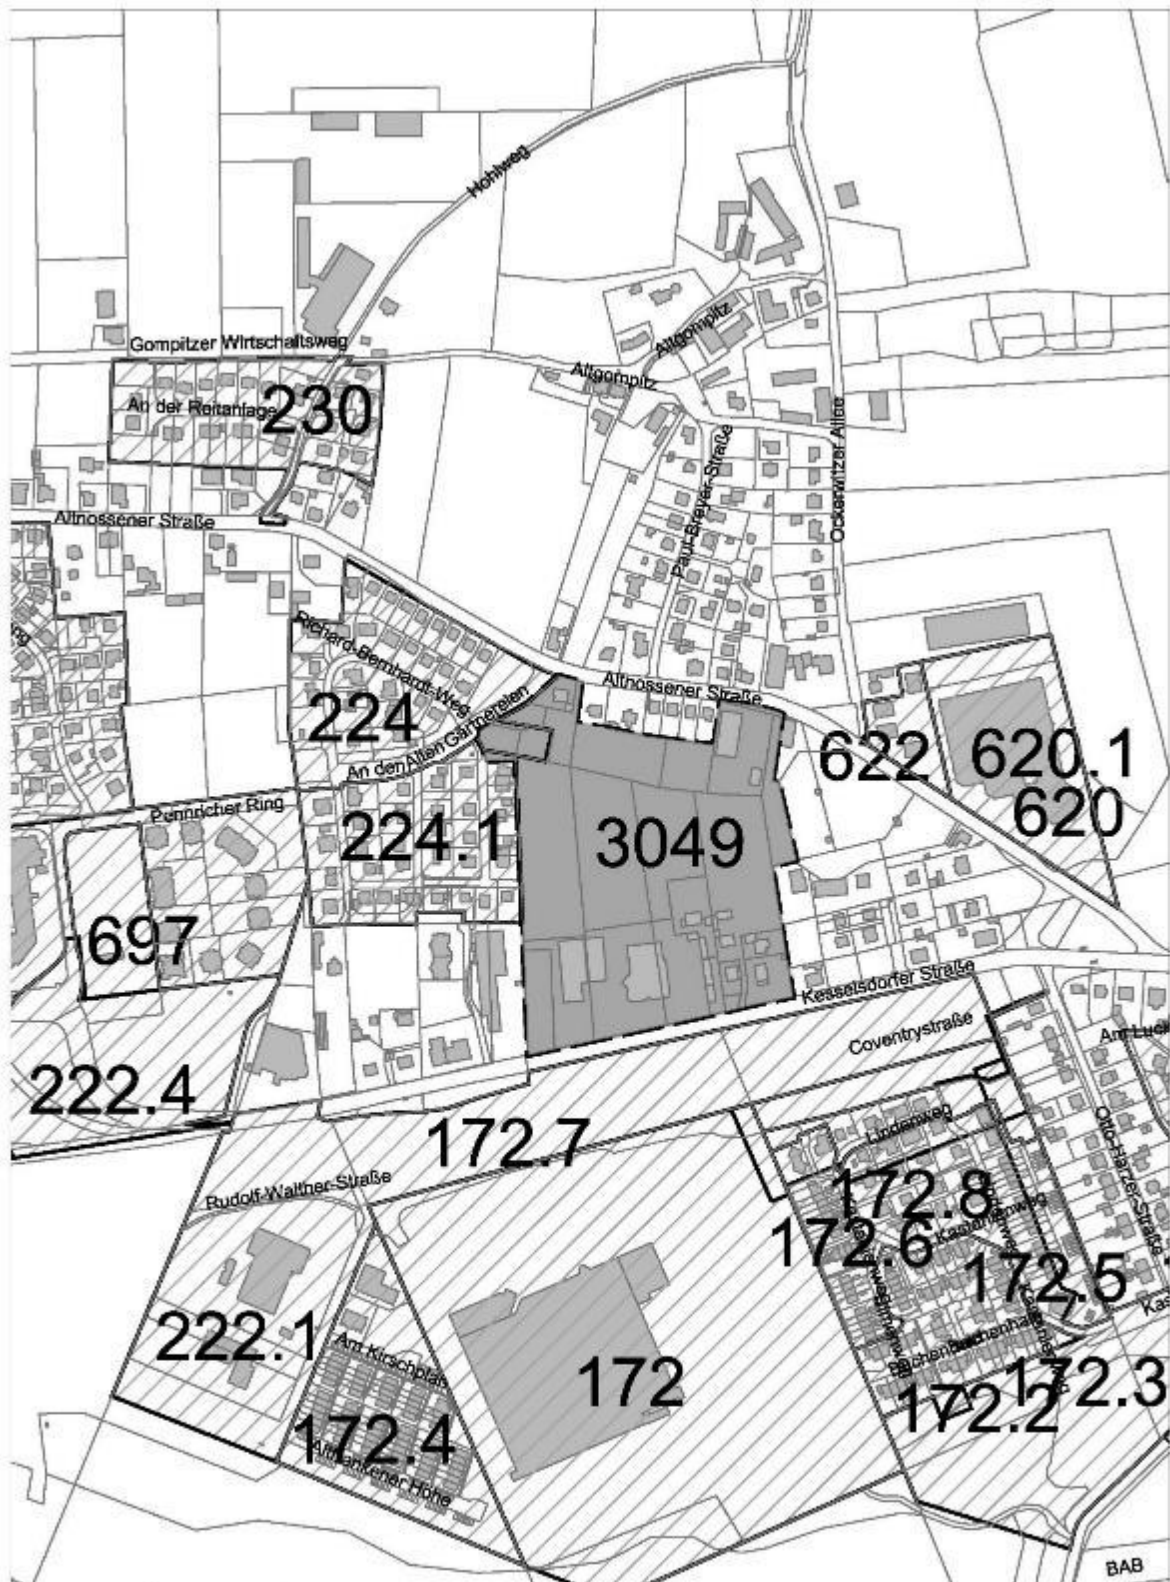 Hohlweg
Altgompitz
Gompitzer Wirtschaftsweg
Altgompitz
An der Reitanlage
230
Ockerwitzer Allee
Paul-Breyer-Straße
Altnossener Straße
Richard-Bernhardt-Weg
Altnossener Straße
224
An den Alten Gärtnereien
622
620.1
620
Pennricher Ring
224.1
3049
697
Kesselsdorfer Straße
Coventrystraße
222.4
172.7
Lindenweg
Otto-Harzer-Straße
Rudolf-Walther-Straße
172.8
Kastanienweg
172.6
172.5
222.1
Am Kirschplan
172
172.3
172.2
172.4
Altfrankener Höhe
BAB